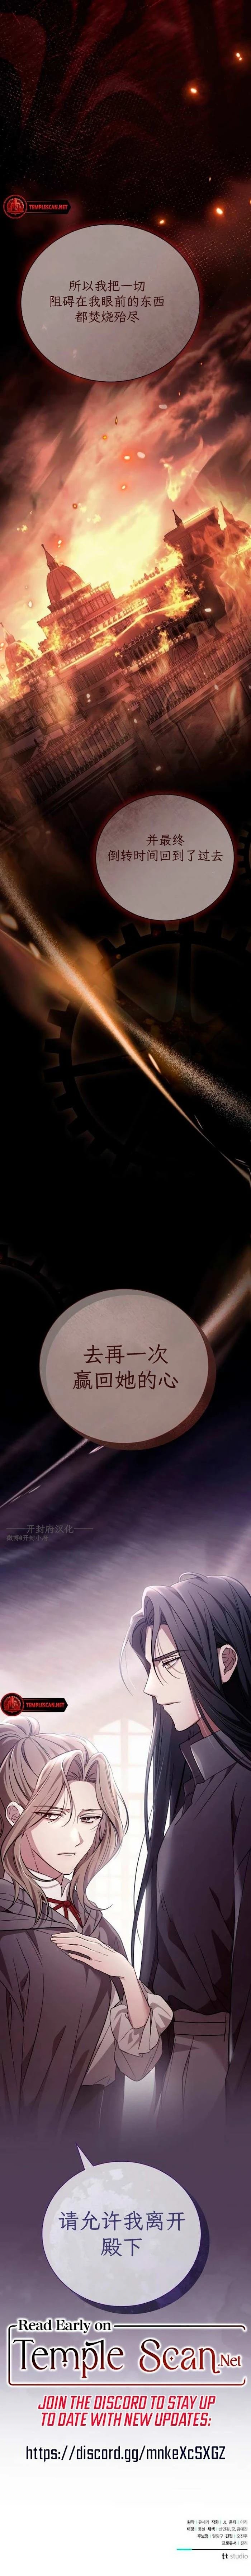 TEMPLESCAN.NET
所以我把一切
阻碍在我眼前的东西
都焚烧殆尽
并最终
倒转时间回到了过去
去再一次
赢回她的心
开封府汉化
TEMPLESCAN.NET
请允许我离开
殿下
Read Early on
Temple Scan.Net
JOIN THE DISCORD TO STAY UP
TO DATE WITH NEW UPDATES:
https://discord.gg/mnkeXcSXGZ
tt studio